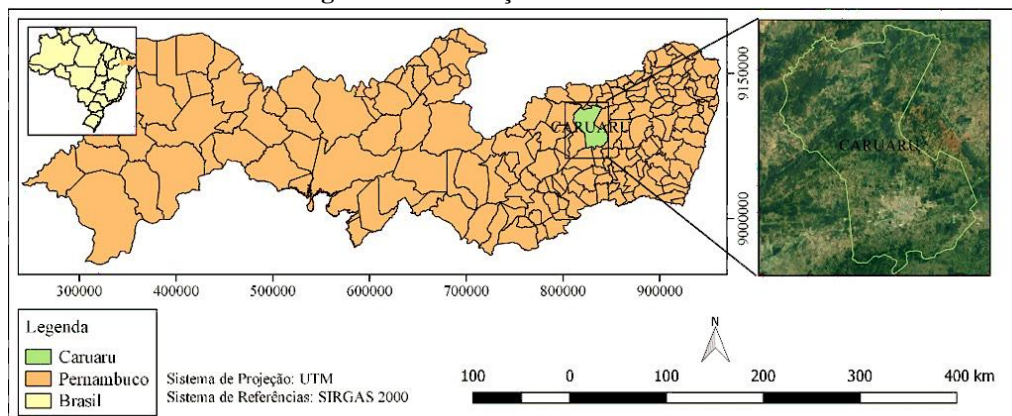 CARUARU
CARUARU
9150000
9000000
300000 400000 500000 600000 700000 800000 900000
Legenda
Caruaru
Pernambuco
Brasil
Sistema de Projeção: UTM
Sistema de Referências: SIRGAS 2000
N
100 0 100 200 300 400 km